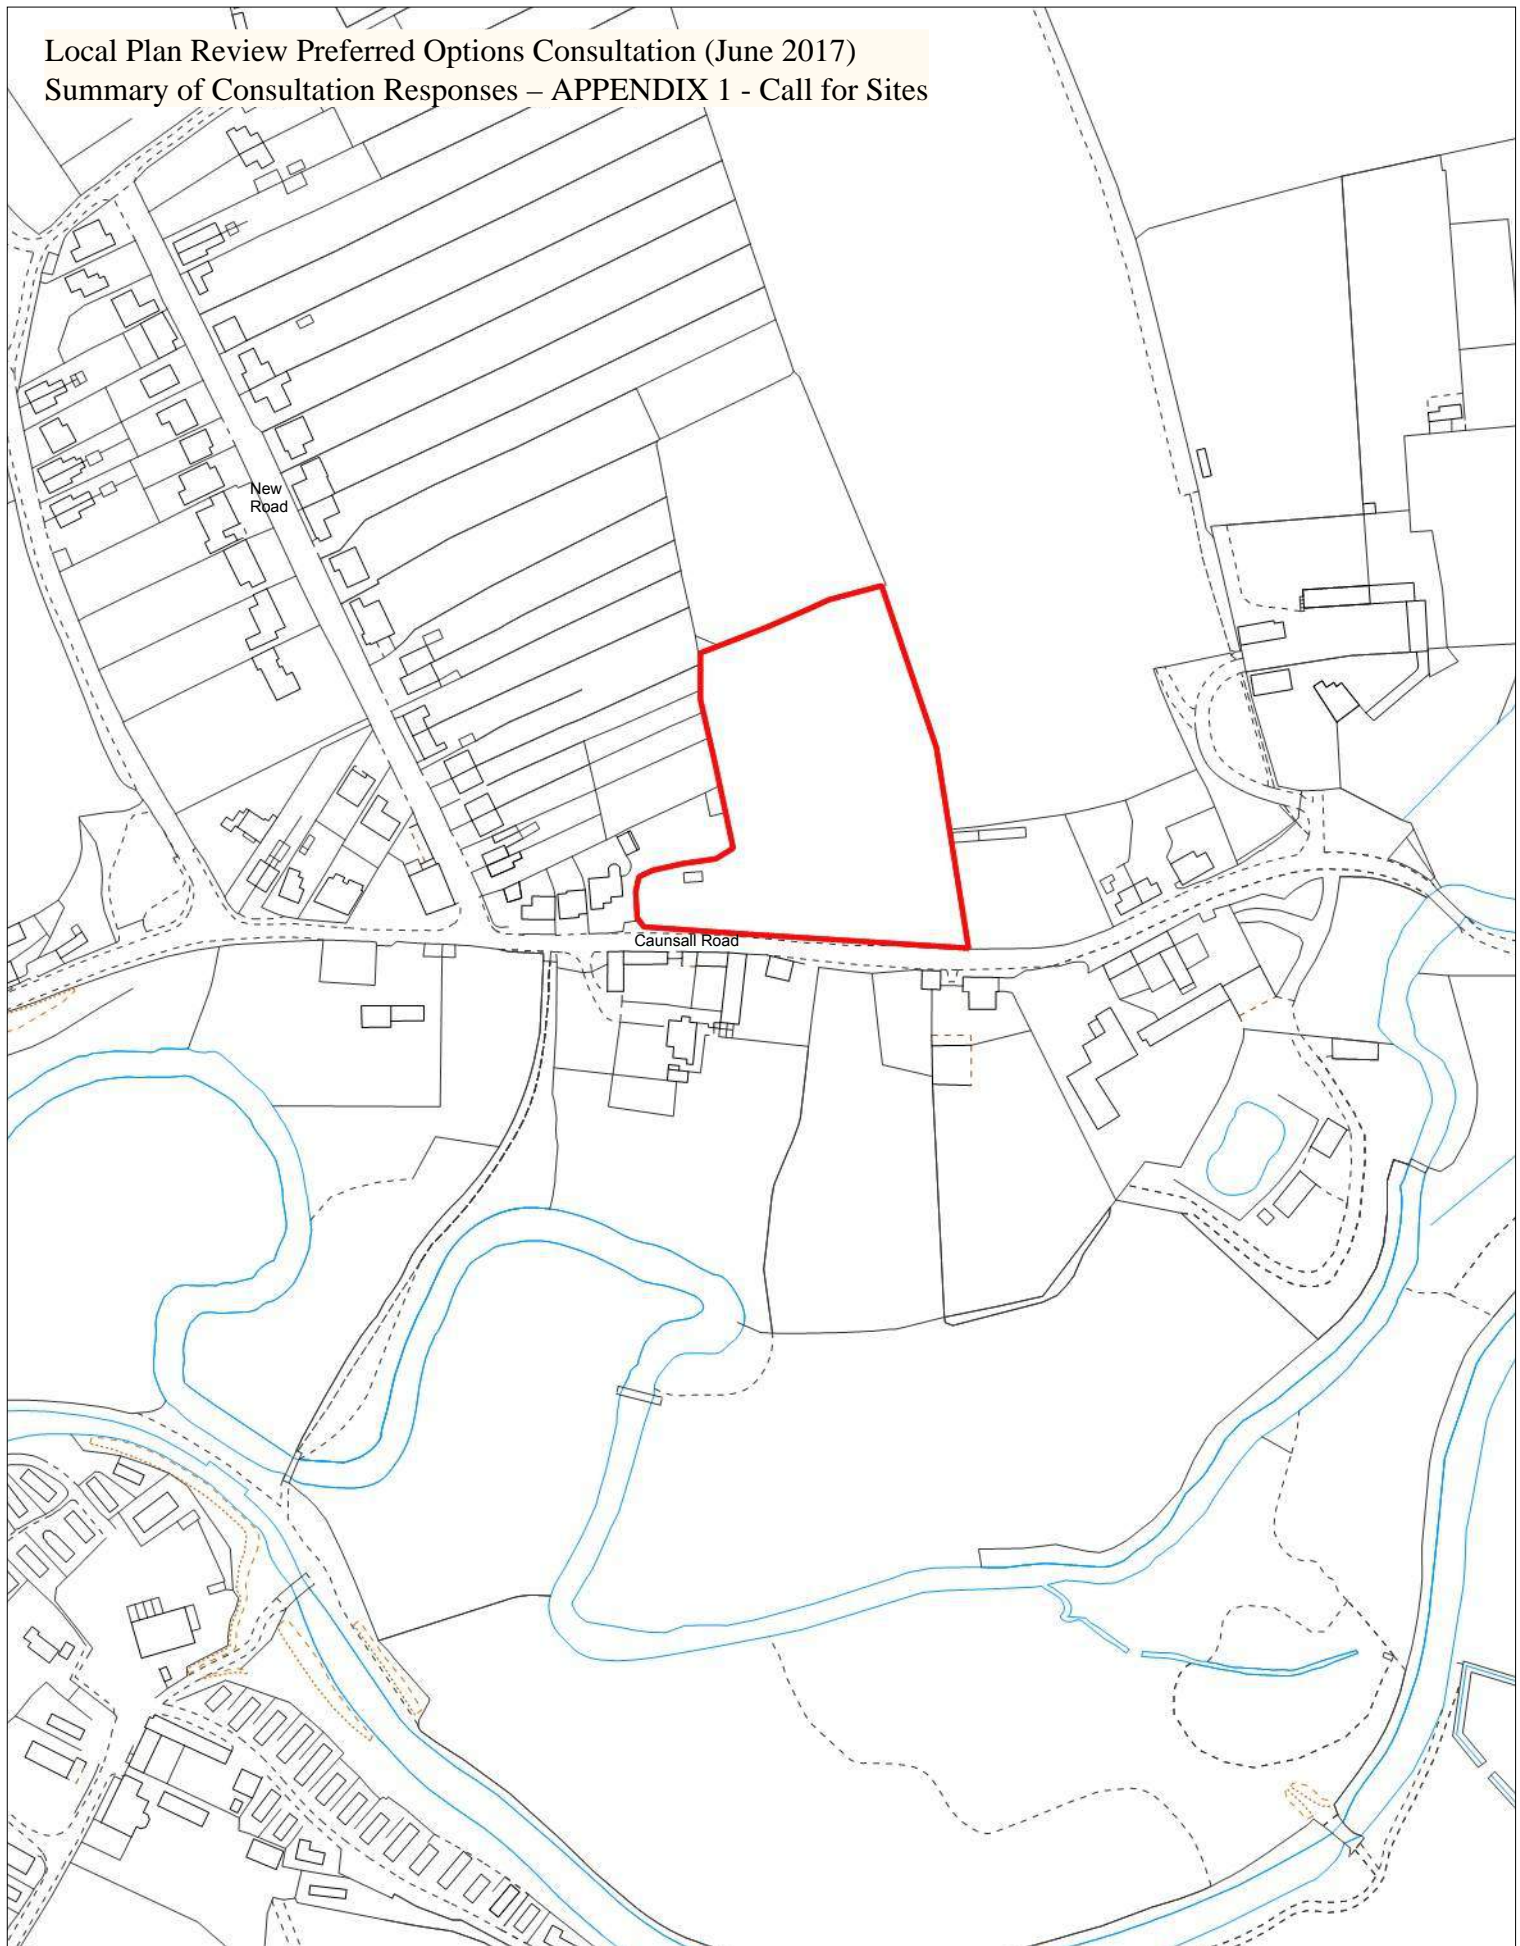 Local Plan Review Preferred Options Consultation (June 2017)
Summary of Consultation Responses – APPENDIX 1 - Call for Sites
New
Road
Caunsall Road